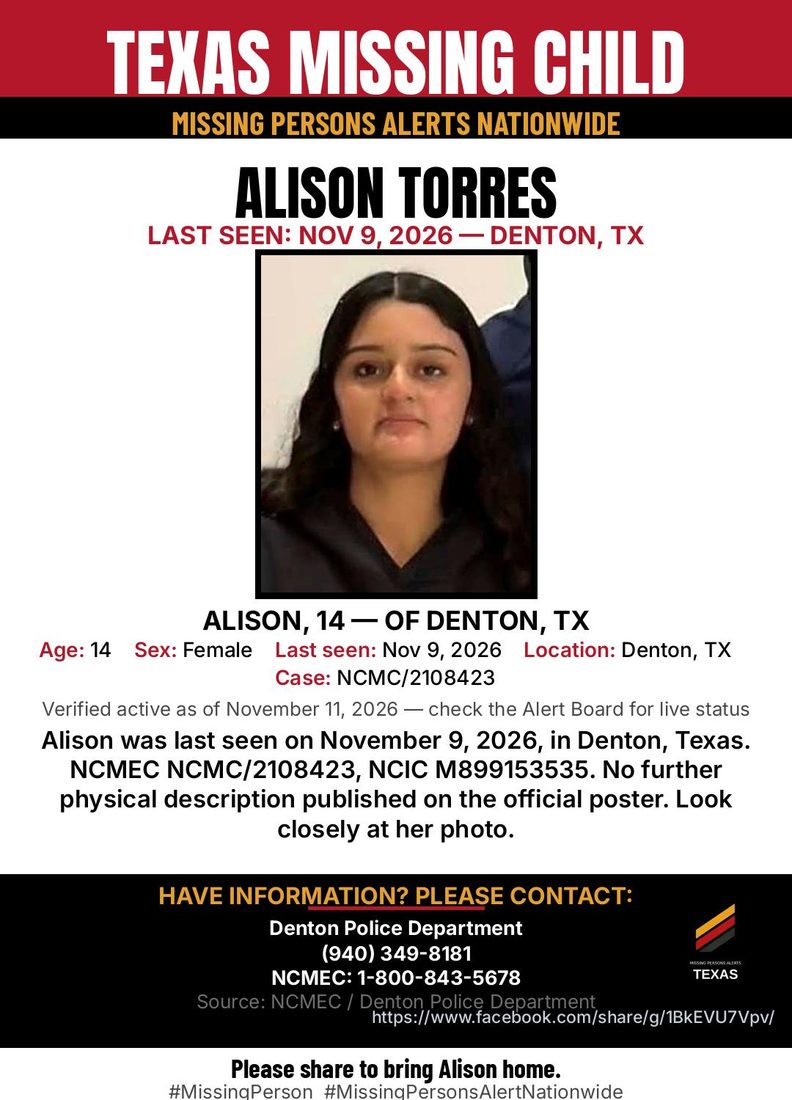 TEXAS MISSING CHILD
MISSING PERSONS ALERTS NATIONWIDE
ALISON TORRES
LAST SEEN: NOV 9, 2026 — DENTON, TX
ALISON, 14 — OF DENTON, TX
Age: 14 Sex: Female Last seen: Nov 9, 2026 Location: Denton, TX
Case: NCMC/2108423
Verified active as of November 11, 2026 — check the Alert Board for live status
Alison was last seen on November 9, 2026, in Denton, Texas.
NCMEC NCMC/2108423, NCIC M899153535. No further
physical description published on the official poster. Look
closely at her photo.
HAVE INFORMATION? PLEASE CONTACT:
Denton Police Department
(940) 349-8181
NCMEC: 1-800-843-5678
Source: NCMEC / Denton Police Department
https://www.facebook.com/share/g/1BkEVU7Vpv/
MISSING PERSONS ALERTS
TEXAS
Please share to bring Alison home.
#MissingPerson #MissingPersonsAlertNationwide